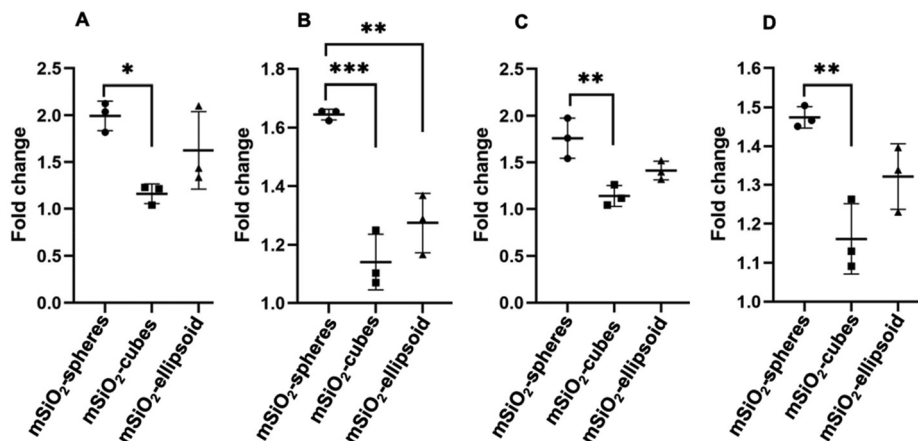 A
Fold change
2.5
2.0
1.5
1.0
0.5
0.0
*
mSiO₂-spheres
mSiO₂-cubes
mSiO₂-ellipsoid
B
Fold change
1.8
1.6
1.4
1.2
1.0
**
***
mSiO₂-spheres
mSiO₂-cubes
mSiO₂-ellipsoid
C
Fold change
2.5
2.0
1.5
1.0
0.5
0.0
**
mSiO₂-spheres
mSiO₂-cubes
mSiO₂-ellipsoid
D
Fold change
1.6
1.5
1.4
1.3
1.2
1.1
1.0
**
mSiO₂-spheres
mSiO₂-cubes
mSiO₂-ellipsoid